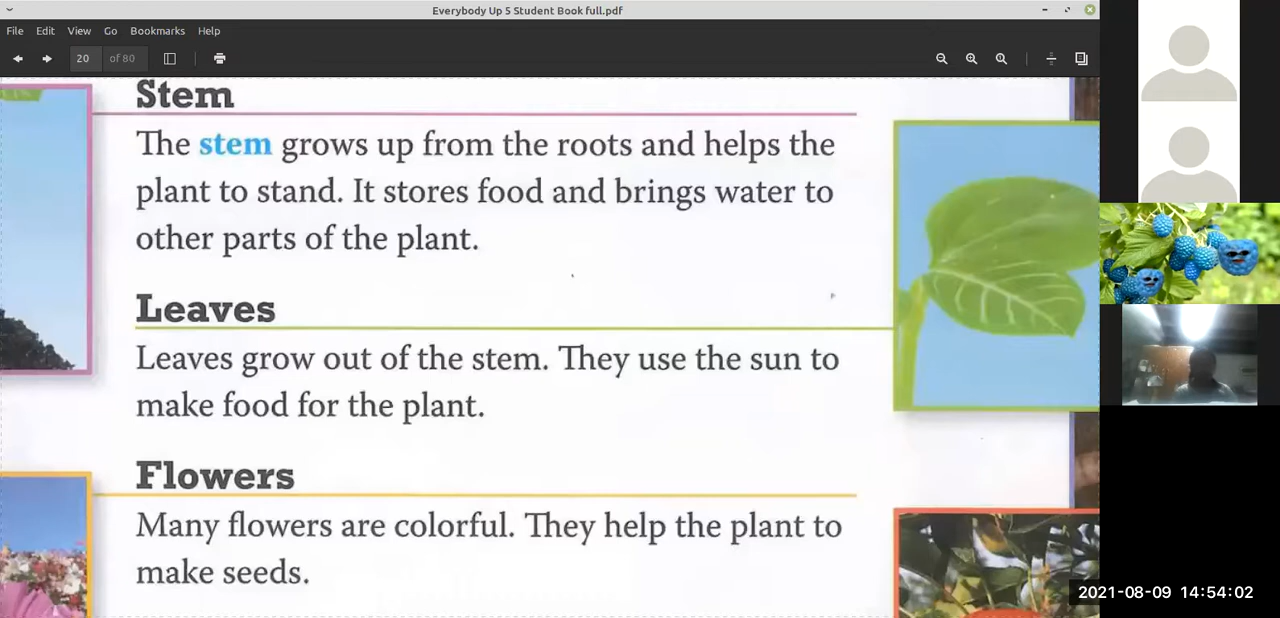 Everybody Up 5 Student Book full.pdf
File Edit View Go Bookmarks Help
20 of 80
Stem
The stem grows up from the roots and helps the
plant to stand. It stores food and brings water to
other parts of the plant.
Leaves
Leaves grow out of the stem. They use the sun to
make food for the plant.
Flowers
Many flowers are colorful. They help the plant to
make seeds.
2021-08-09 14:54:02